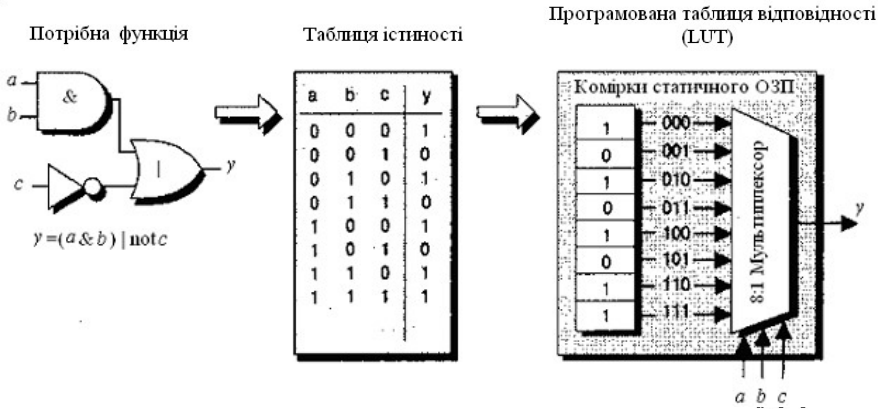 Потрібна функція
a
b
&
c
|
y
y=(a & b) | not c
Таблиця істиності
a b c y
0 0 0 1
0 0 1 0
0 1 0 1
0 1 1 0
1 0 0 1
1 0 1 0
1 1 0 1
1 1 1 1
Програмована таблиця відповідності
(LUT)
Комірки статичного ОЗП
1 000
0 001
1 010
0 011
1 100
0 101
1 110
1 111
8:1 Мультиплексор
y
a b c